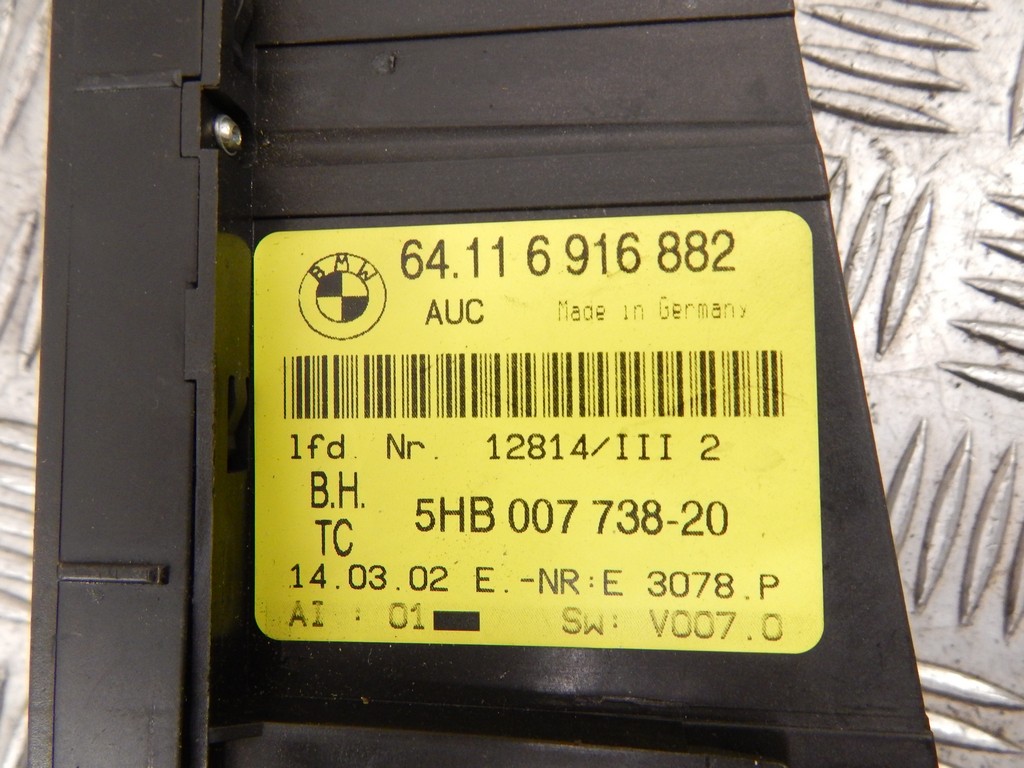 BMW
64.11 6 916 882
AUC Made in Germany
lfd. Nr. 12814/III 2
B.H.
TC
5HB 007 738-20
14.03.02 E.-NR:E 3078.P
AI : 01 Sw: V007.0